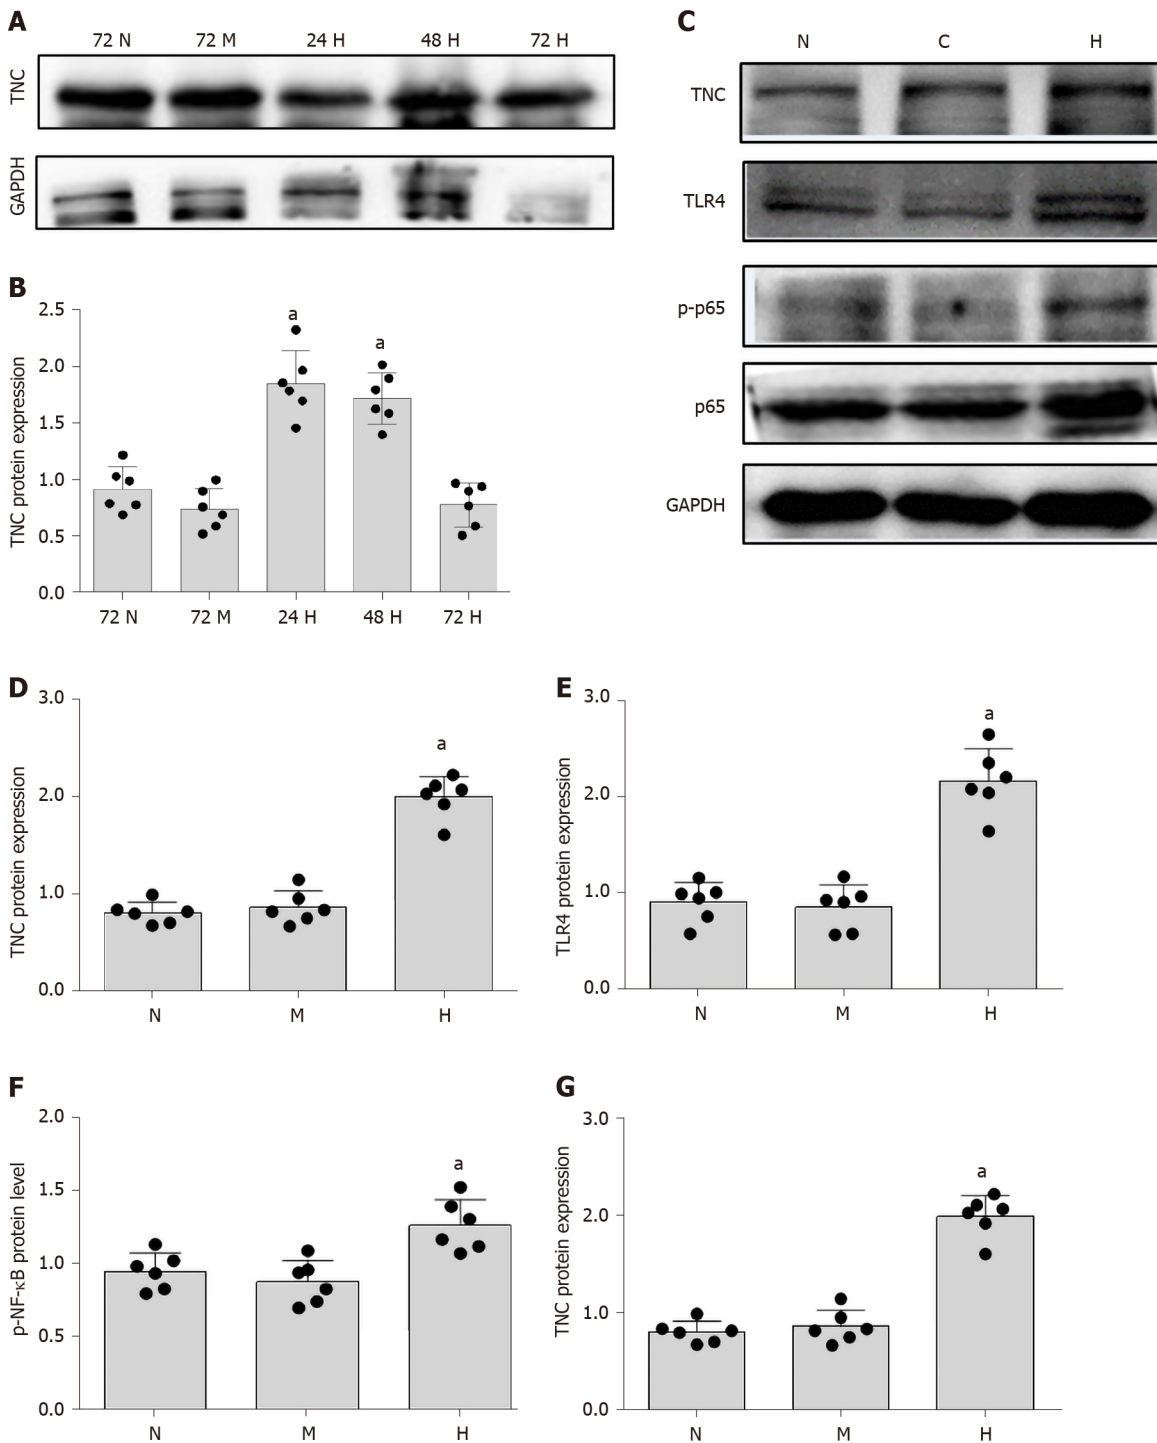 A
72 N 72 M 24 H 48 H 72 H
TNC
GAPDH
B
TNC protein expression
2.5
2.0
1.5
1.0
0.5
0.0
a
a
72 N 72 M 24 H 48 H 72 H
C
N C H
TNC
TLR4
p-p65
p65
GAPDH
D
TNC protein expression
3.0
2.0
1.0
0.0
a
N M H
E
TLR4 protein expression
3.0
2.0
1.0
0.0
a
N M H
F
p-NF-κB protein level
2.0
1.5
1.0
0.5
0.0
a
N M H
G
TNC protein expression
3.0
2.0
1.0
0.0
a
N M H